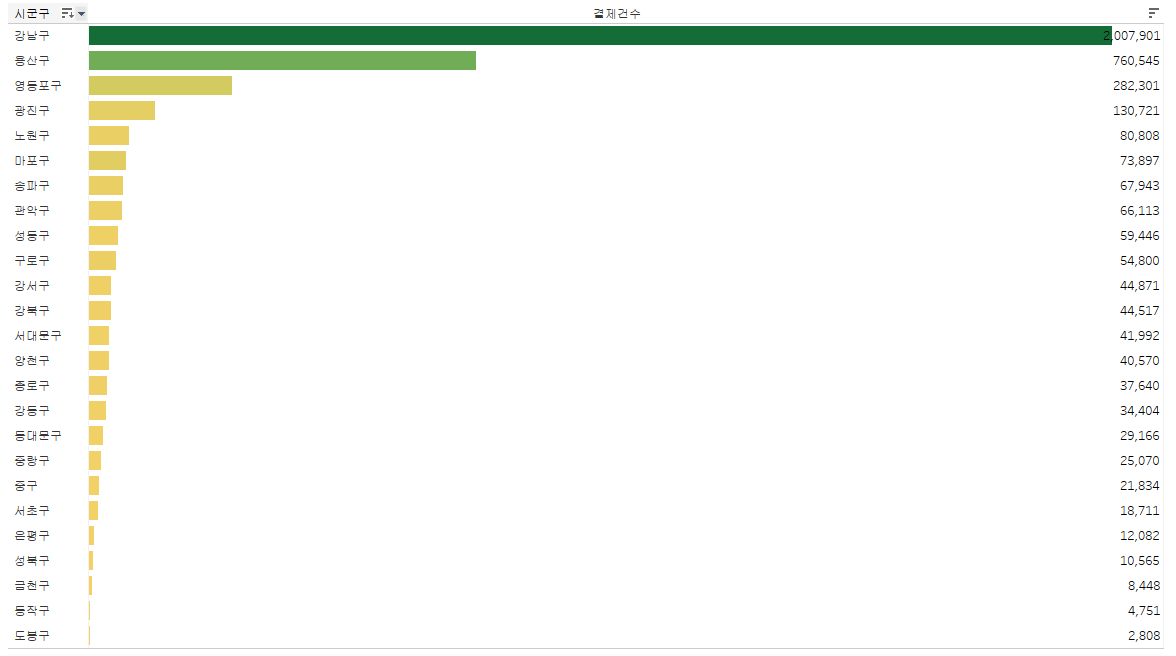 시군구 결제건수
강남구 2,007,901
용산구 760,545
영등포구 282,301
광진구 130,721
노원구 80,808
마포구 73,897
송파구 67,943
관악구 66,113
성동구 59,446
구로구 54,800
강서구 44,871
강북구 44,517
서대문구 41,992
양천구 40,570
종로구 37,640
강동구 34,404
동대문구 29,166
중랑구 25,070
중구 21,834
서초구 18,711
은평구 12,082
성북구 10,565
금천구 8,448
동작구 4,751
도봉구 2,808